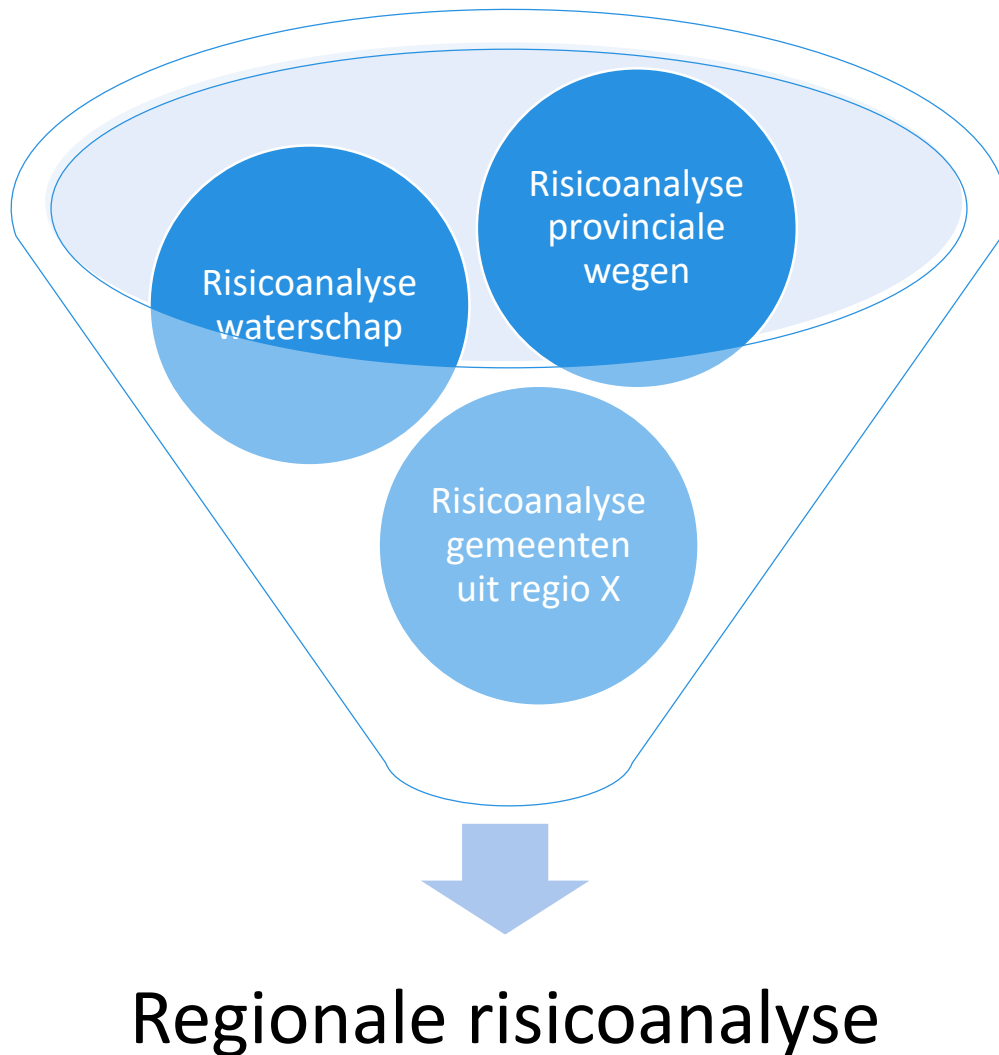 Risicoanalyse
provinciale
wegen
Risicoanalyse
waterschap
Risicoanalyse
gemeenten
uit regio X
Regionale risicoanalyse